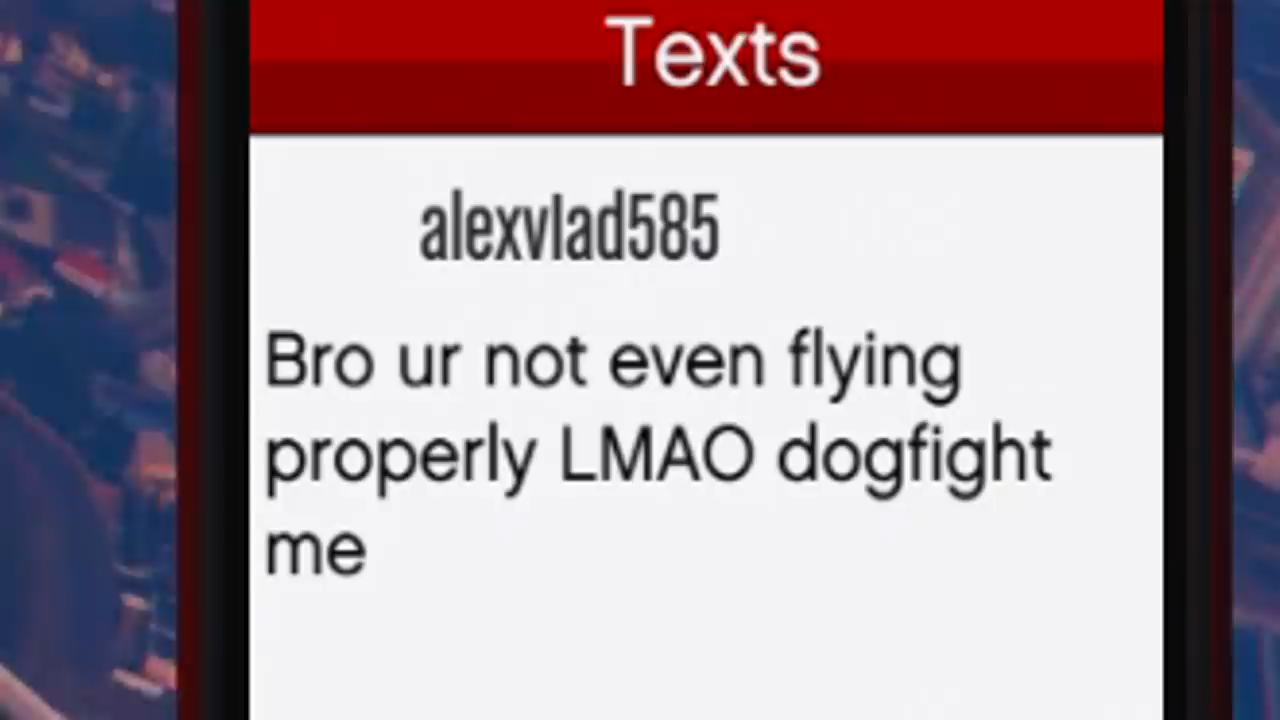 Texts
alexvlad585
Bro ur not even flying
properly LMAO dogfight
me